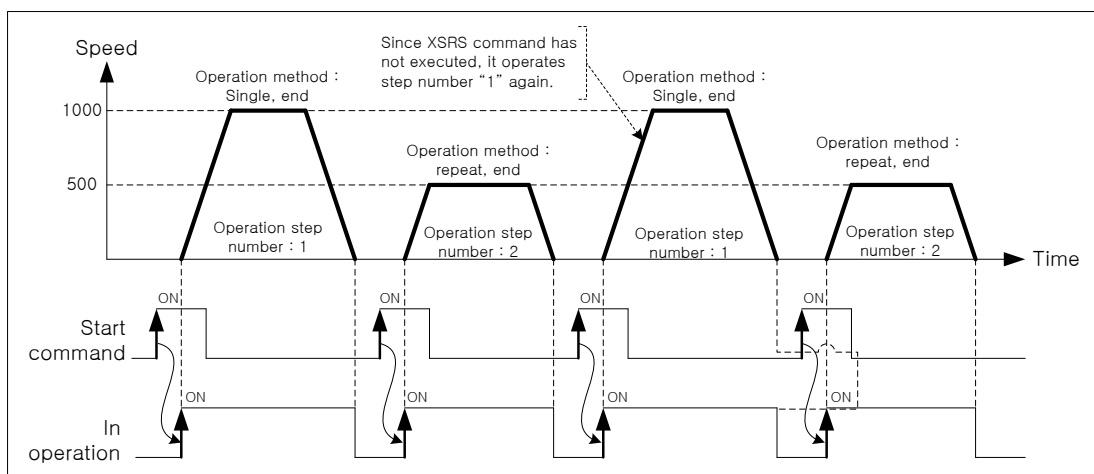 Speed
Since XSRS command has
not executed, it operates
step number “1” again.
Operation method :
Single, end
Operation method :
Single, end
1000
Operation method :
repeat, end
Operation method :
repeat, end
500
Operation step
number : 1
Operation step
number : 2
Operation step
number : 1
Operation step
number : 2
Time
ON
ON
ON
ON
Start
command
ON
ON
ON
ON
In
operation